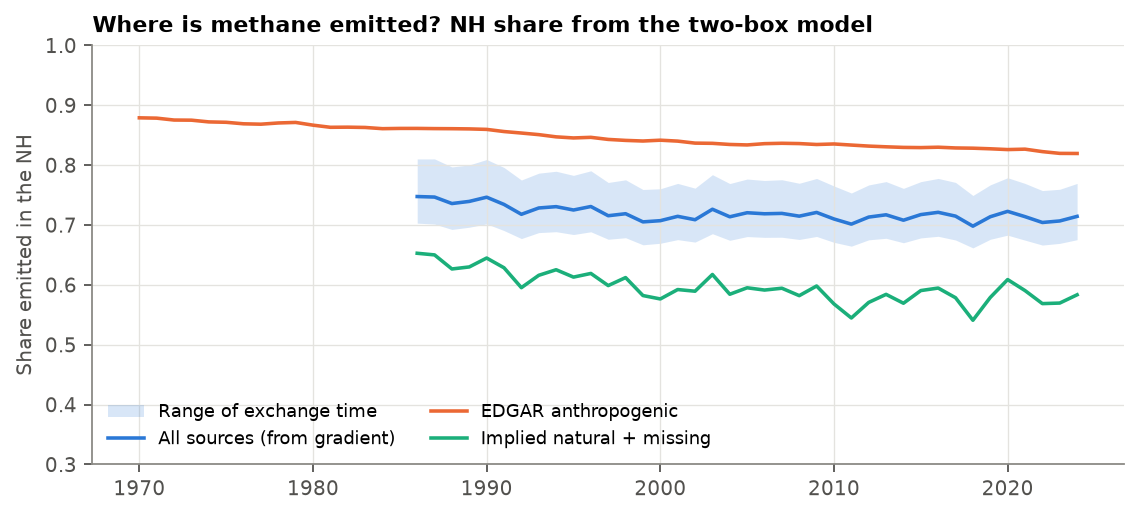 Where is methane emitted? NH share from the two-box model
Share emitted in the NH
1.0
0.9
0.8
0.7
0.6
0.5
0.4
0.3
Range of exchange time
All sources (from gradient)
EDGAR anthropogenic
Implied natural + missing
1970
1980
1990
2000
2010
2020